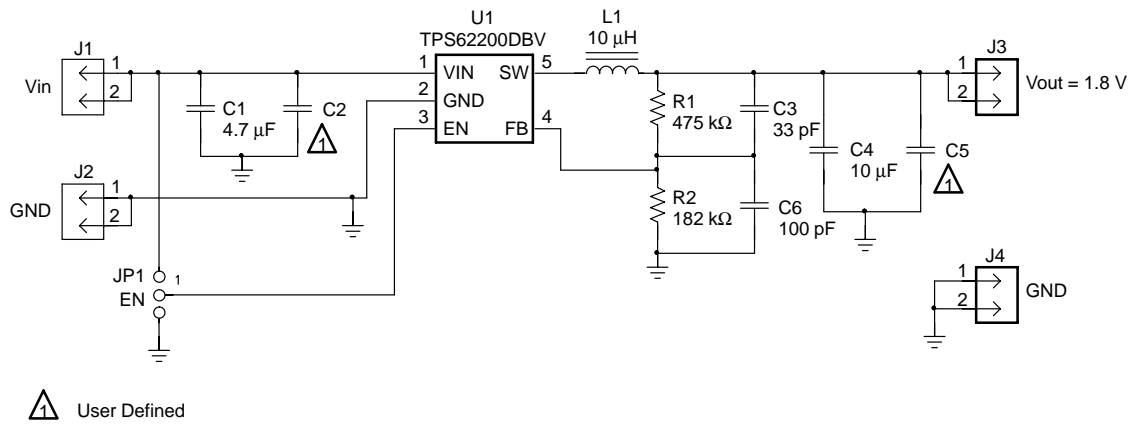 U1
TPS62200DBV
L1
10 μH
J1
Vin
1
2
C1
4.7 μF
C2
1
1 VIN
2 GND
3 EN
SW 5
FB 4
R1
475 kΩ
C3
33 pF
R2
182 kΩ
C6
100 pF
C4
10 μF
C5
1
J3
1
2
Vout = 1.8 V
J2
GND
1
2
JP1
EN
1
J4
1
2
GND
1 User Defined